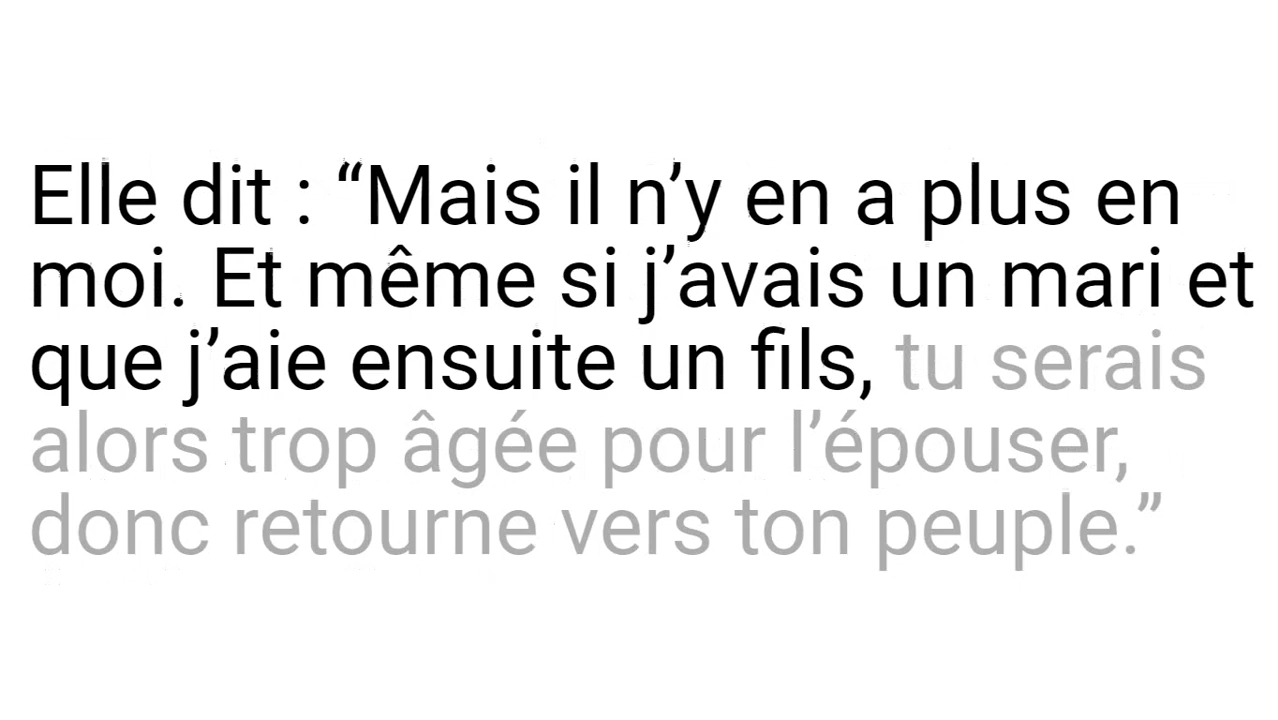 Elle dit : “Mais il n’y en a plus en
moi. Et même si j’avais un mari et
que j’aie ensuite un fils, tu serais
alors trop âgée pour l’épouser,
donc retourne vers ton peuple.”